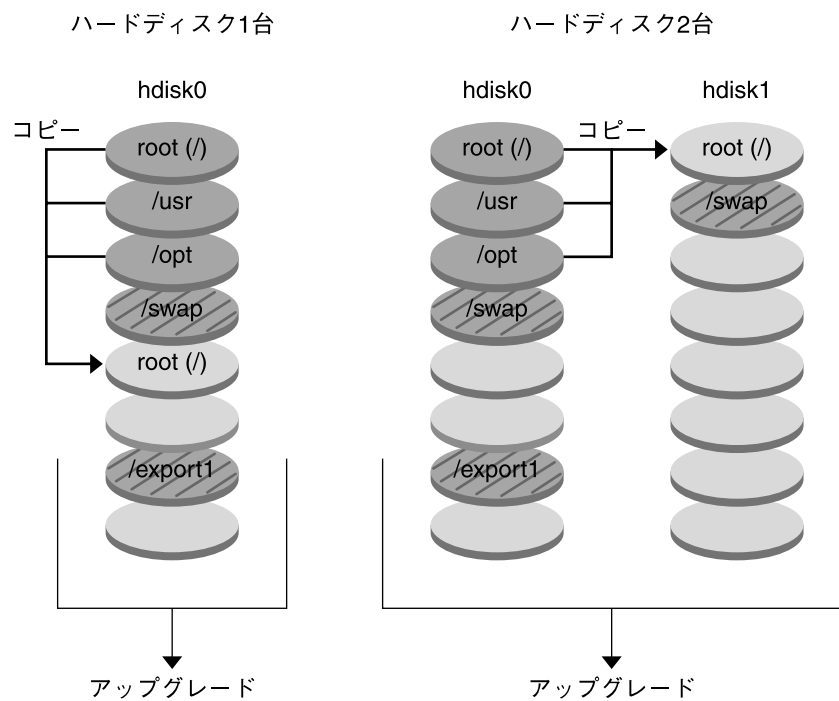 ハードディスク1台
hdisk0
コピー
root (/)
/usr
/opt
/swap
root (/)
/export1
アップグレード
ハードディスク2台
hdisk0
hdisk1
コピー
root (/)
/usr
/opt
/swap
/export1
root (/)
/swap
アップグレード